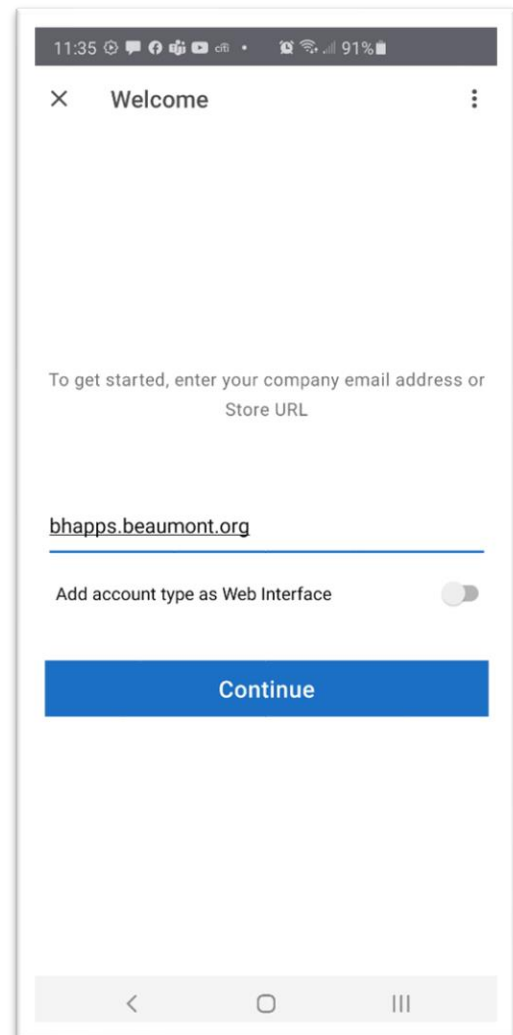 11:35 citi • 91%
Welcome
To get started, enter your company email address or
Store URL
bhapps.beaumont.org
Add account type as Web Interface
Continue